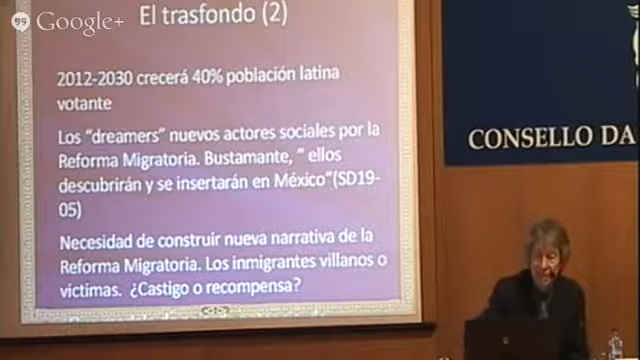 Google+
El trasfondo (2)
2012-2030 crecerá 40% población latina
votante
Los "dreamers" nuevos actores sociales por la
Reforma Migratoria. Bustamante, " ellos
descubrirán y se insertarán en México"(SD19-
05)
Necesidad de construir nueva narrativa de la
Reforma Migratoria. Los inmigrantes villanos o
victimas. ¿Castigo o recompensa?
CONSELLO DA